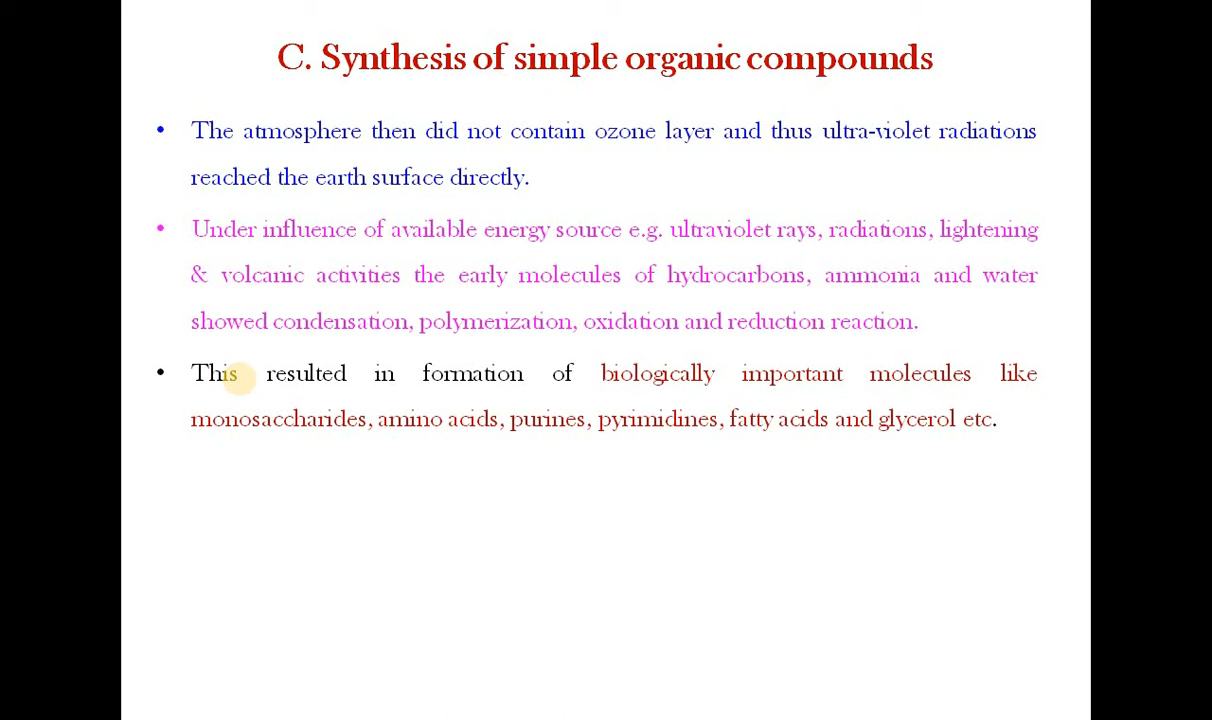 C. Synthesis of simple organic compounds
• The atmosphere then did not contain ozone layer and thus ultra-violet radiations
reached the earth surface directly.
• Under influence of available energy source e.g. ultraviolet rays, radiations, lightening
& volcanic activities the early molecules of hydrocarbons, ammonia and water
showed condensation, polymerization, oxidation and reduction reaction.
• This resulted in formation of biologically important molecules like
monosaccharides, amino acids, purines, pyrimidines, fatty acids and glycerol etc.